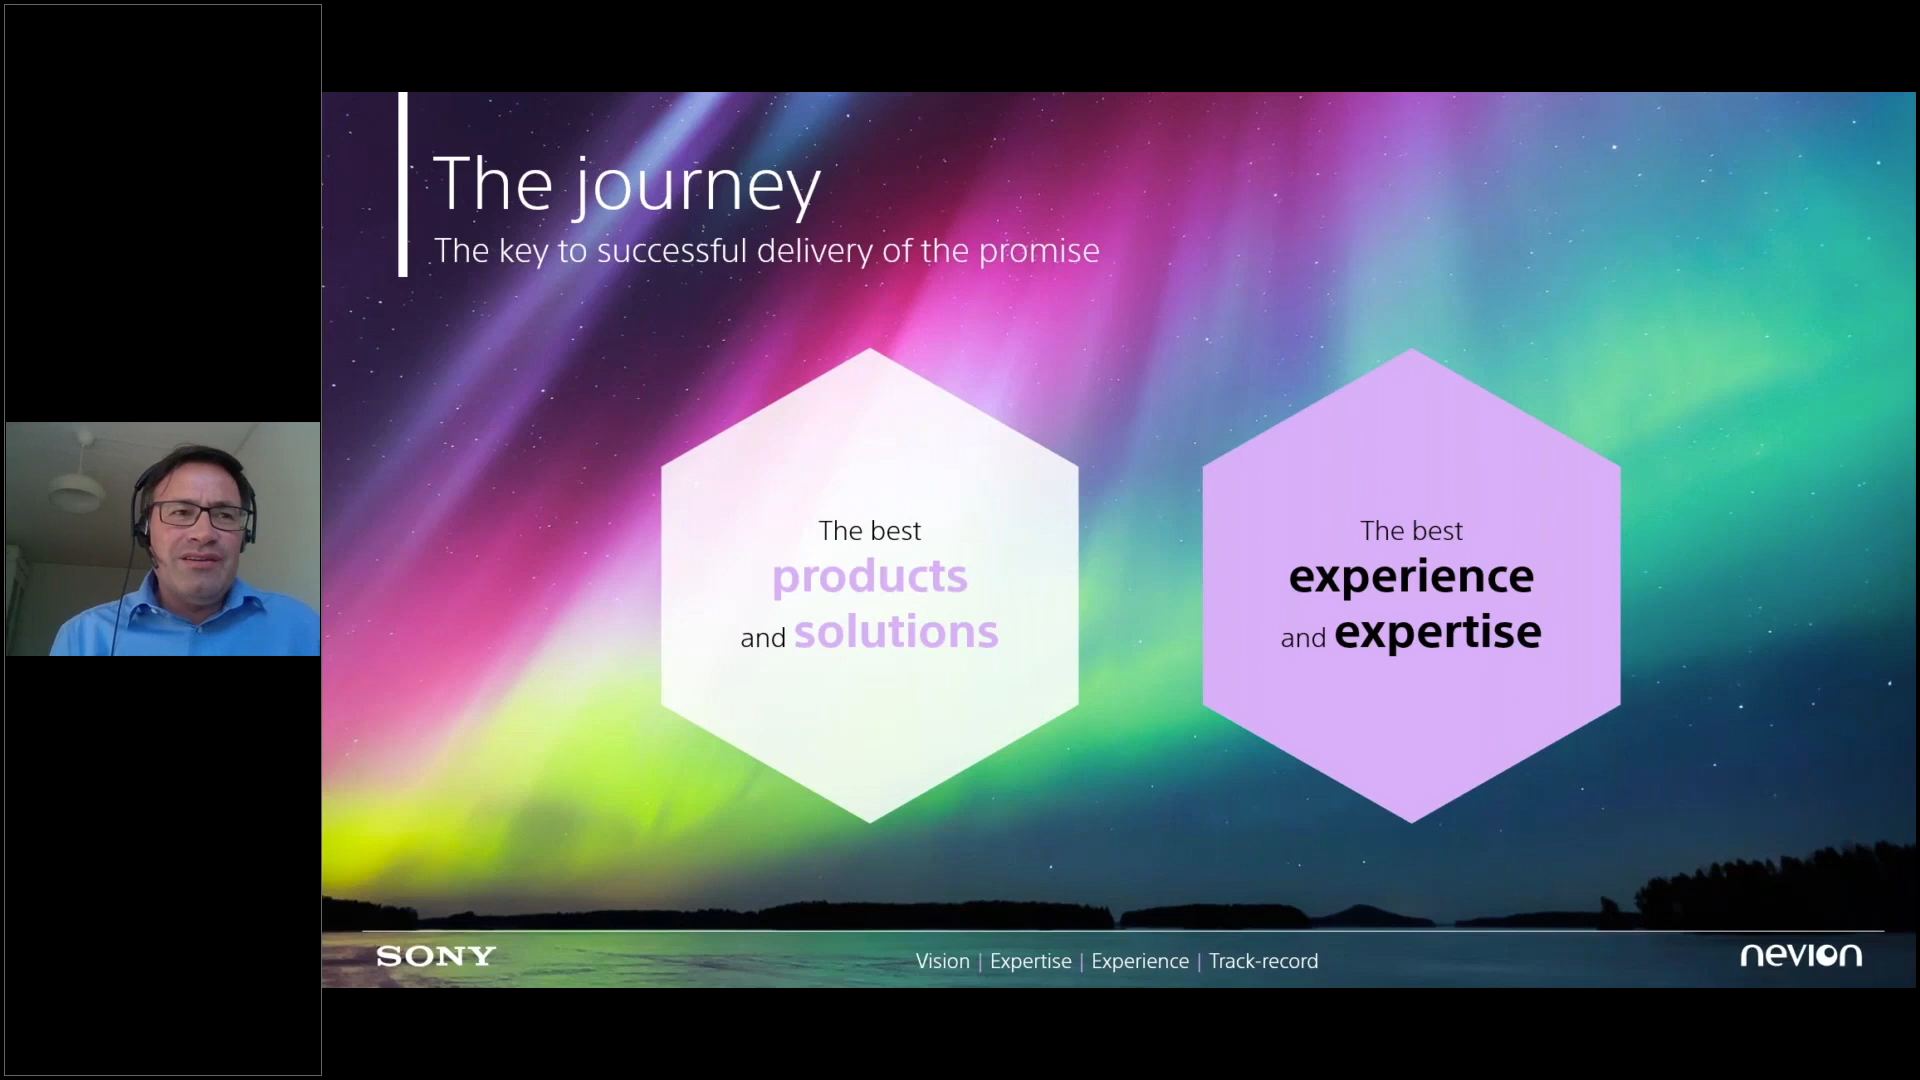 The journey
The key to successful delivery of the promise
The best
products
and solutions
The best
experience
and expertise
SONY
Vision | Expertise | Experience | Track-record
nevion